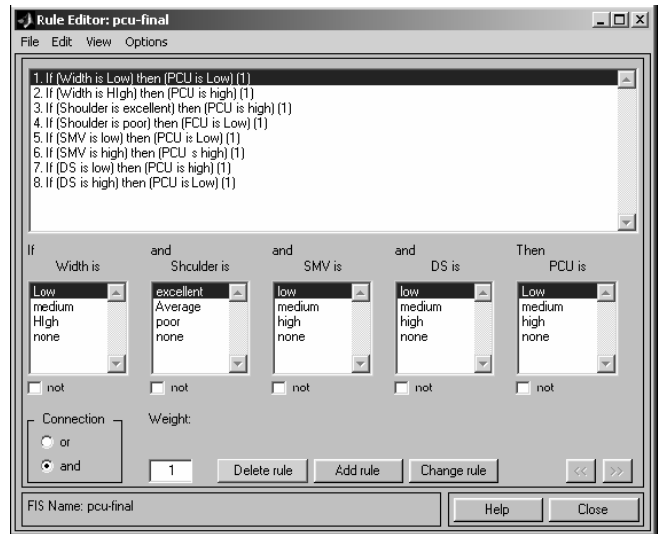 Rule Editor: pcu-final
File Edit View Options
1. If (Width is Low) then (PCU is Low) (1)
2. If (Width is HIgh) then (PCU is high) (1)
3. If (Shoulder is excellent) then (PCU is high) (1)
4. If (Shoulder is poor) then (FCU is Low) (1)
5. If (SMV is low) then (PCU is Low) (1)
6. If (SMV is high) then (PCU s high) (1)
7. If (DS is low) then (PCU is high) (1)
8. If (DS is high) then (PCU is Low) (1)
If and and and Then
Width is Shculder is SMV is DS is PCU is
Low excellent low low Low
medium Average medium medium medium
HIgh poor high high high
none none none none none
not not not not not
Connection Weight:
or
and 1 Delete rule Add rule Change rule << >>
FIS Name: pcu-final Help Close